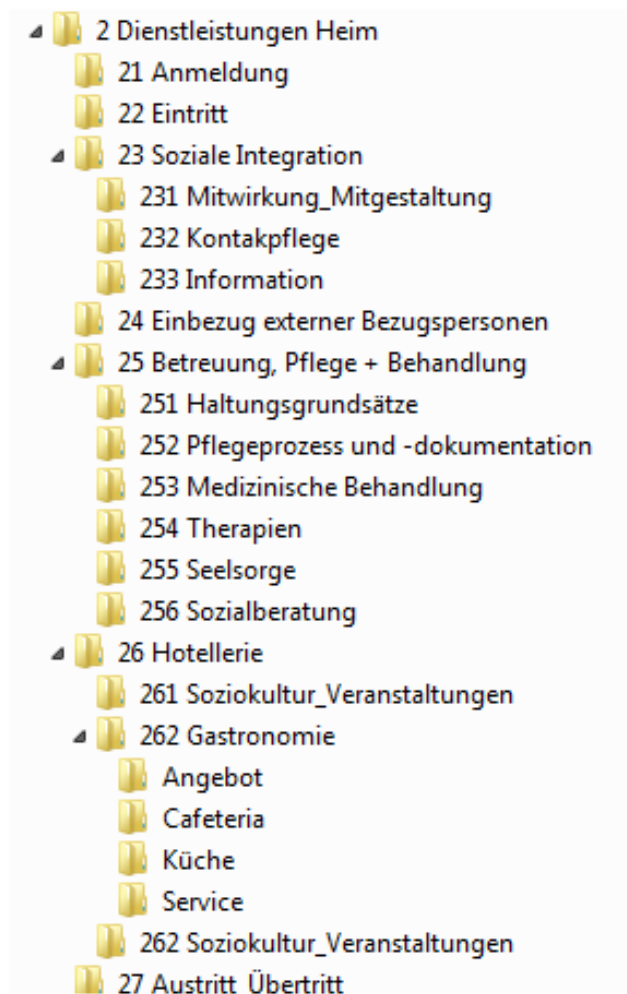 2 Dienstleistungen Heim
21 Anmeldung
22 Eintritt
23 Soziale Integration
231 Mitwirkung_Mitgestaltung
232 Kontakpflege
233 Information
24 Einbezug externer Bezugspersonen
25 Betreuung, Pflege + Behandlung
251 Haltungsgrundsätze
252 Pflegeprozess und -dokumentation
253 Medizinische Behandlung
254 Therapien
255 Seelsorge
256 Sozialberatung
26 Hotellerie
261 Soziokultur_Veranstaltungen
262 Gastronomie
Angebot
Cafeteria
Küche
Service
262 Soziokultur_Veranstaltungen
27 Austritt_Übertritt